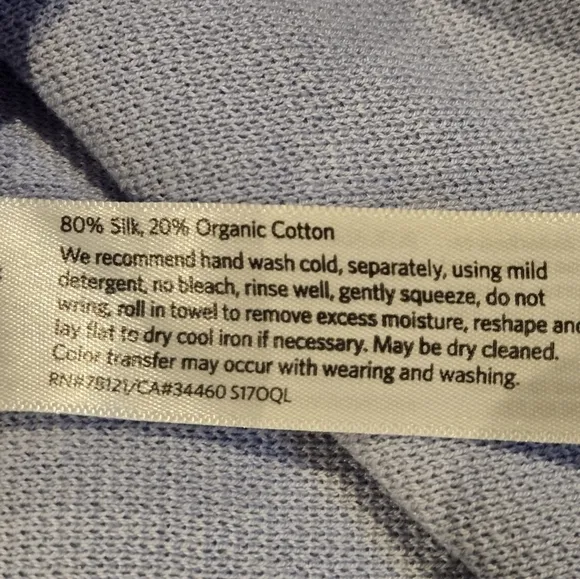 80% Silk, 20% Organic Cotton
We recommend hand wash cold, separately, using mild
detergent, no bleach, rinse well, gently squeeze, do not
wring, roll in towel to remove excess moisture, reshape and
lay flat to dry cool iron if necessary. May be dry cleaned.
Color transfer may occur with wearing and washing.
RN#75121/CA#34460 S17OQL